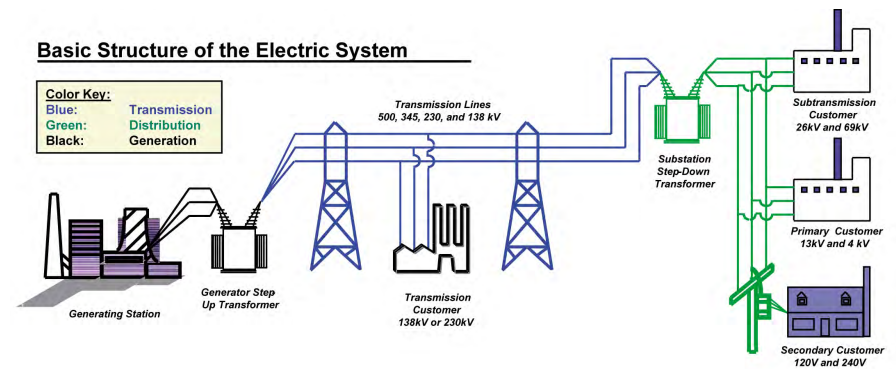 Basic Structure of the Electric System
Color Key:
Blue: Transmission
Green: Distribution
Black: Generation
Generating Station
Generator Step
Up Transformer
Transmission Lines
500, 345, 230, and 138 kV
Transmission
Customer
138kV or 230kV
Substation
Step-Down
Transformer
Subtransmission
Customer
26kV and 69kV
Primary Customer
13kV and 4 kV
Secondary Customer
120V and 240V